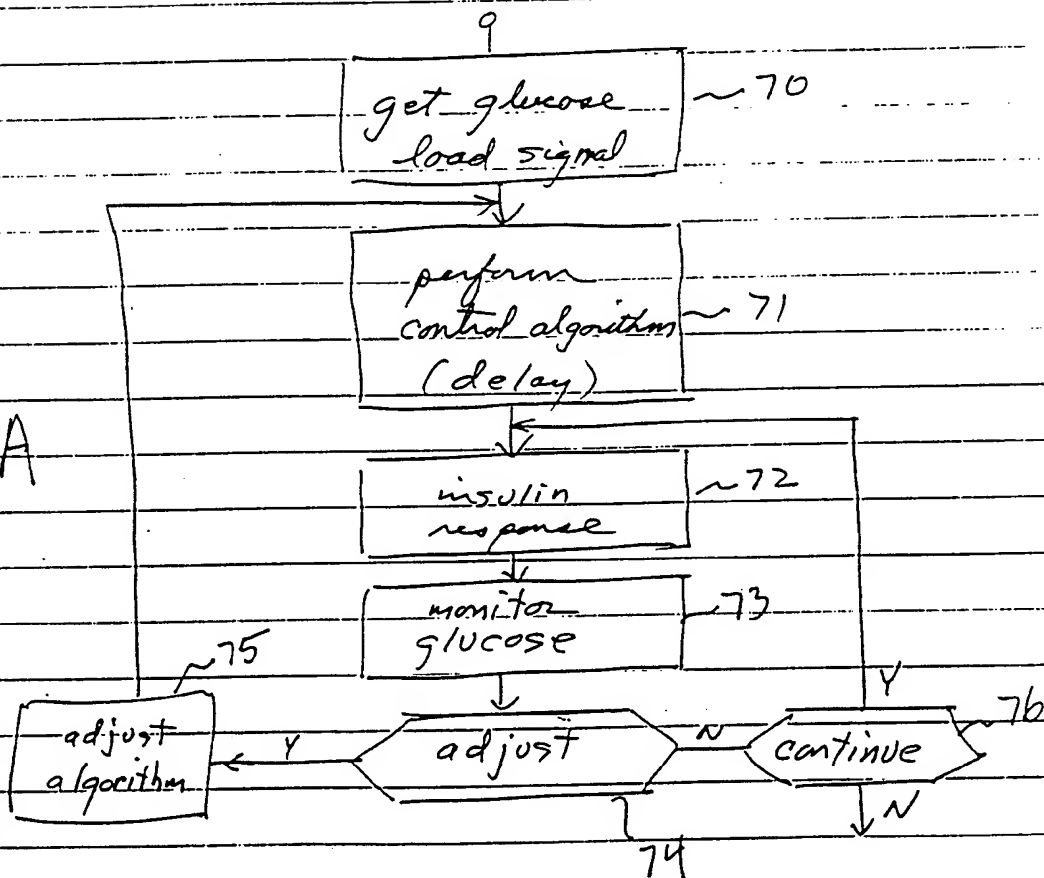 9
get glucose
load signal
70
perform
control algorithm
(delay)
71
A
insulin
response
72
monitor
glucose
73
75
adjust
algorithm
Y
adjust
N
continue
Y
76
N
74